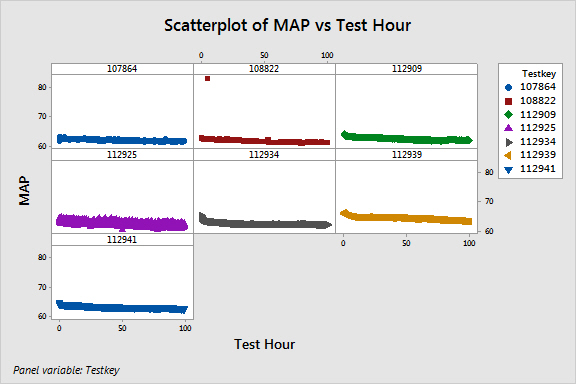 Scatterplot of MAP vs Test Hour
0 50 100
107864 108822 112909
80
70
60
112925 112934 112939
80
70
60
0 50 100
112941
80
70
60
0 50 100
MAP
Test Hour
Testkey
107864
108822
112909
112925
112934
112939
112941
Panel variable: Testkey